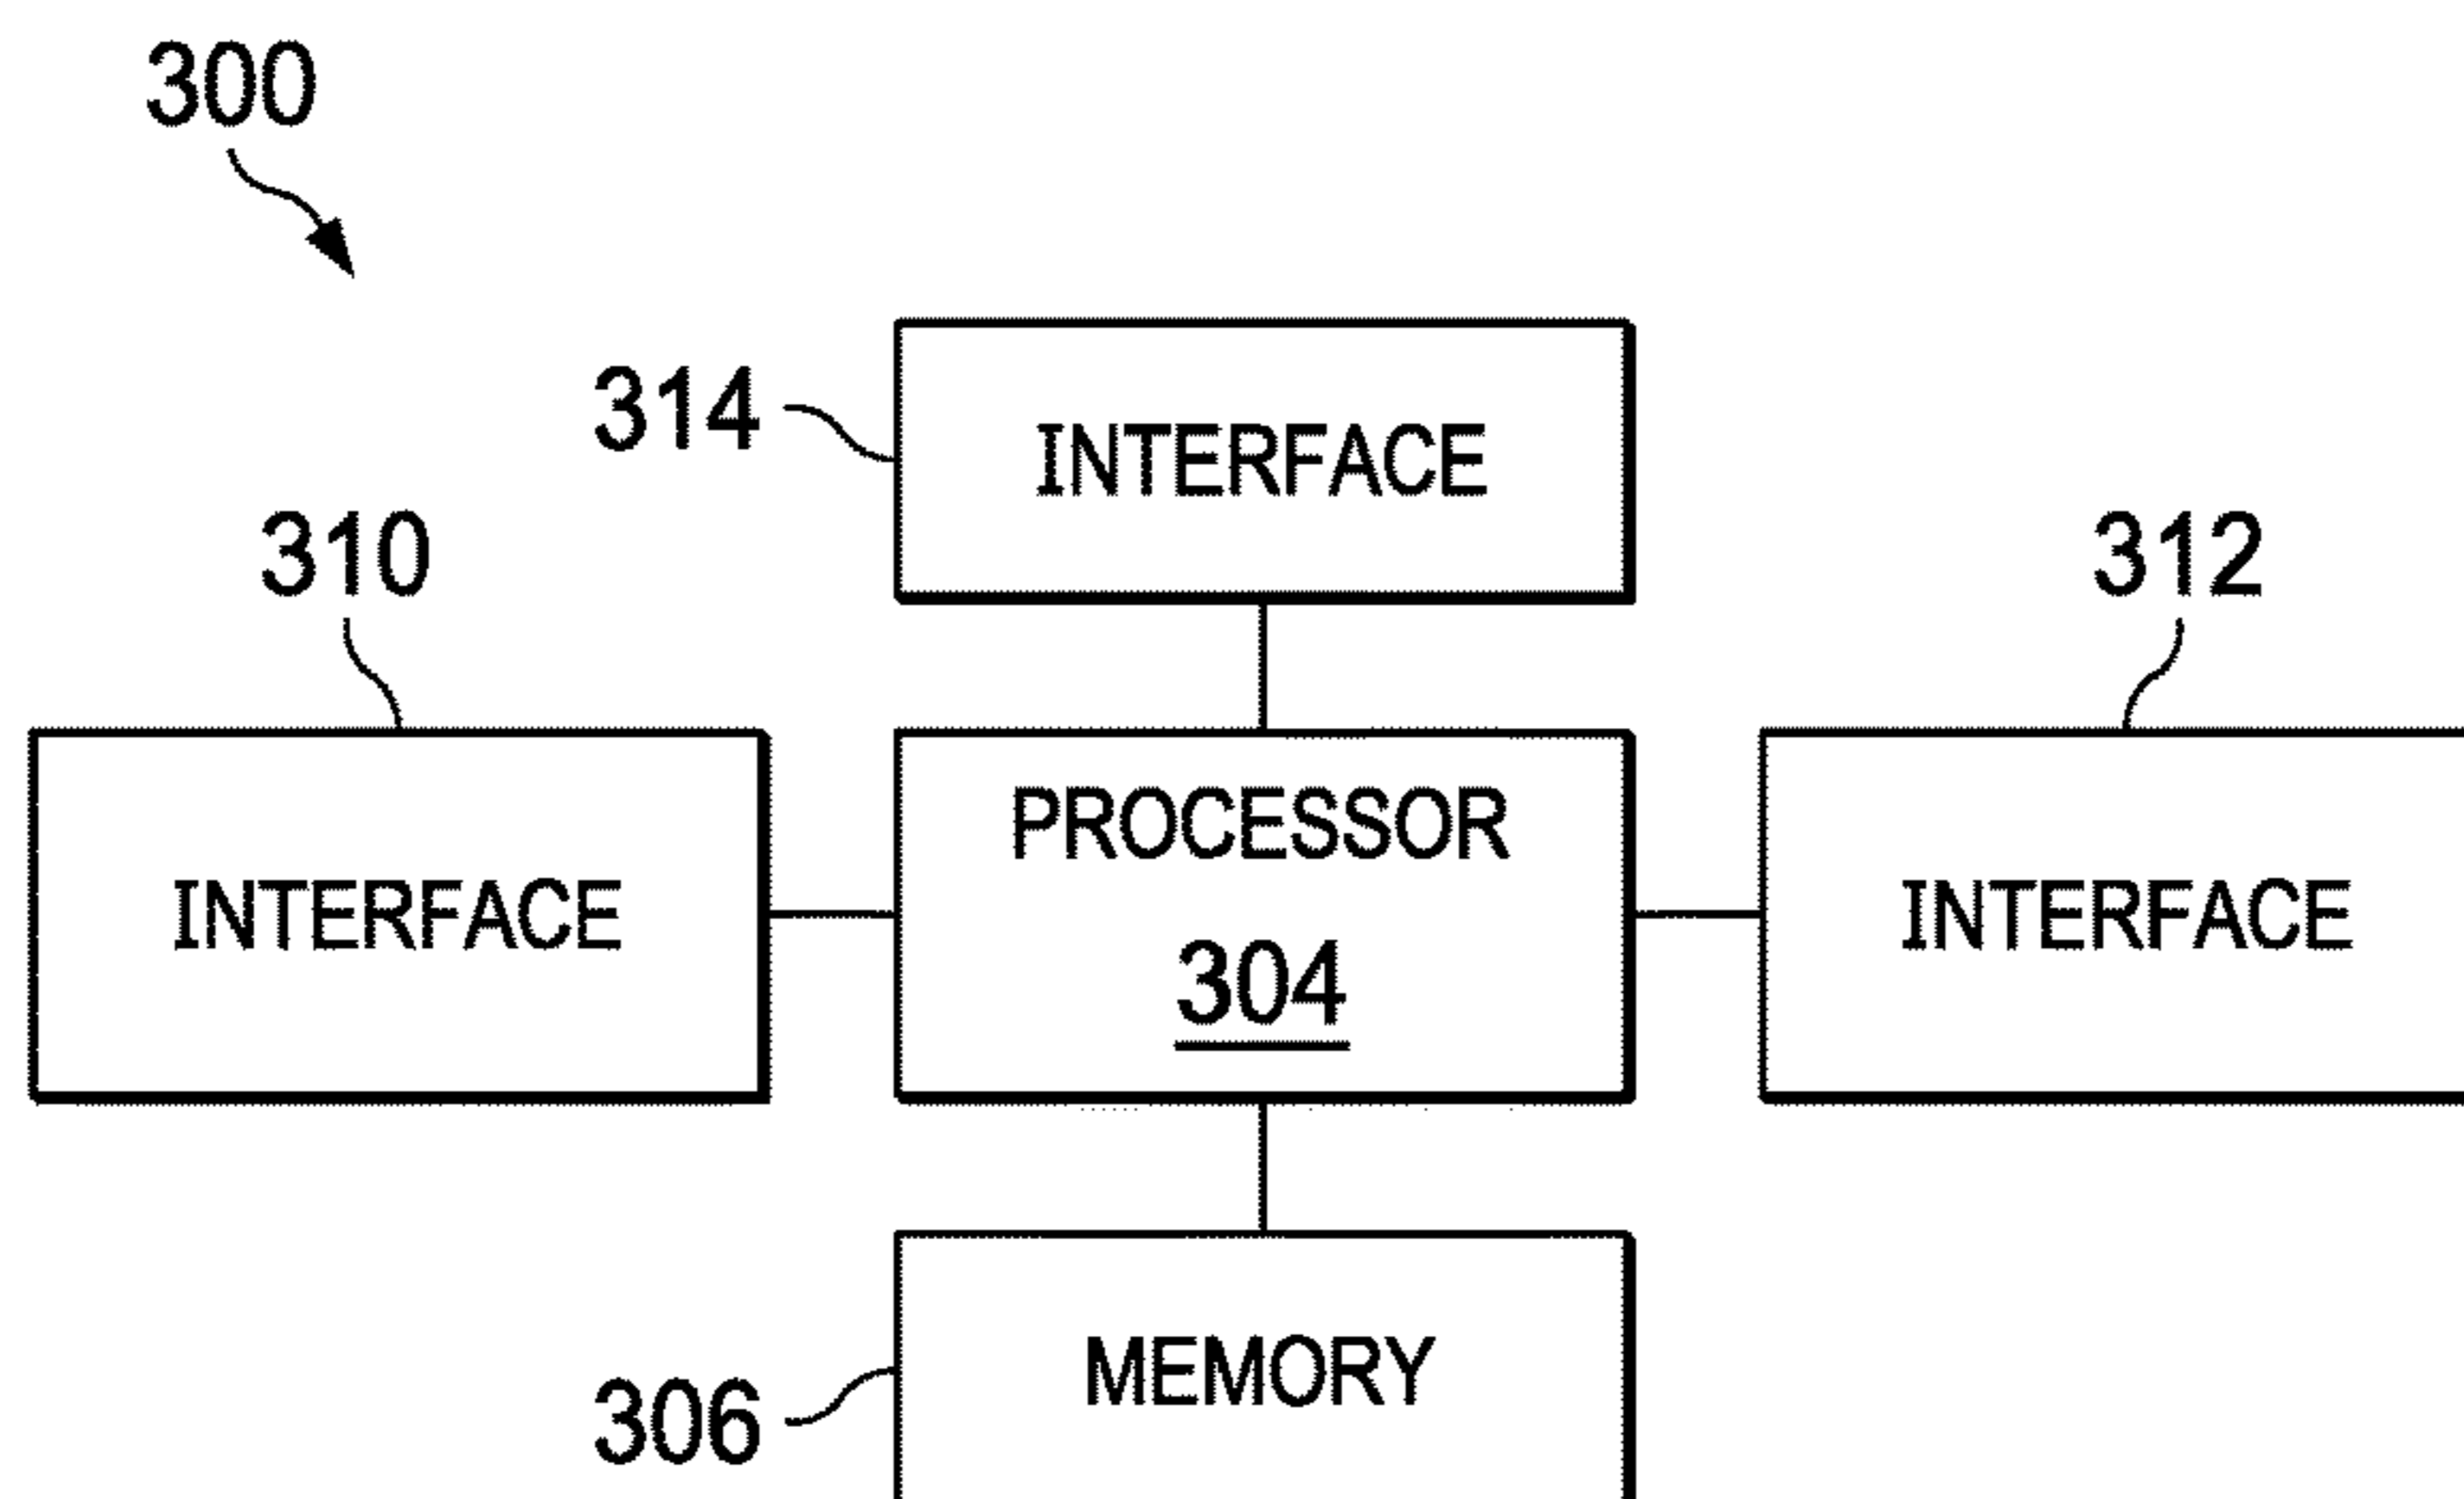 300
314
INTERFACE
310
312
INTERFACE
PROCESSOR
304
INTERFACE
306
MEMORY